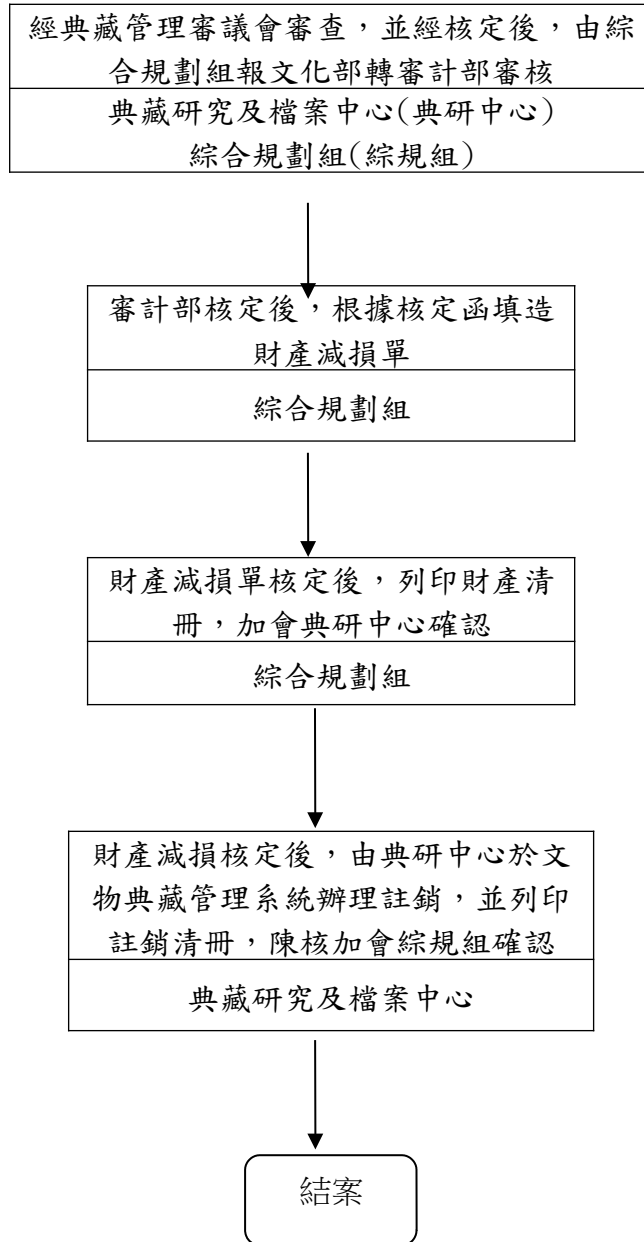 經典藏管理審議會審查，並經核定後，由綜
合規劃組報文化部轉審計部審核
典藏研究及檔案中心(典研中心)
綜合規劃組(綜規組)
審計部核定後，根據核定函填造
財產減損單
綜合規劃組
財產減損單核定後，列印財產清
冊，加會典研中心確認
綜合規劃組
財產減損核定後，由典研中心於文
物典藏管理系統辦理註銷，並列印
註銷清冊，陳核加會綜規組確認
典藏研究及檔案中心
結案